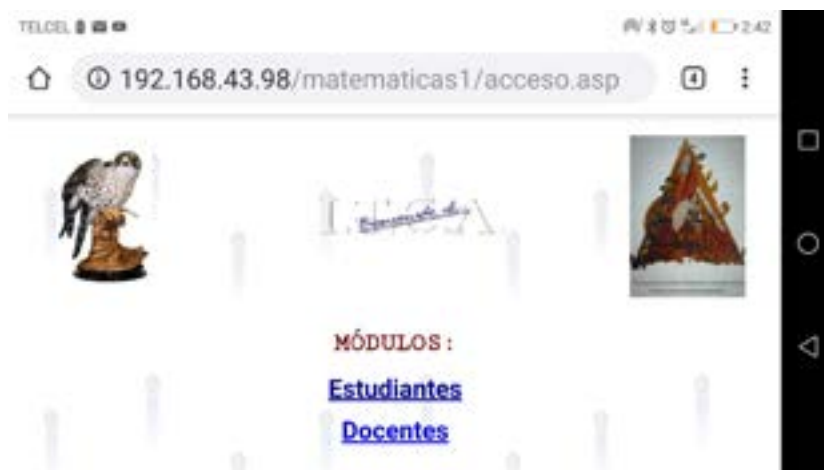 TELCEL 2:42
192.168.43.98/matematicas1/acceso.asp 4
MÓDULOS:
Estudiantes
Docentes